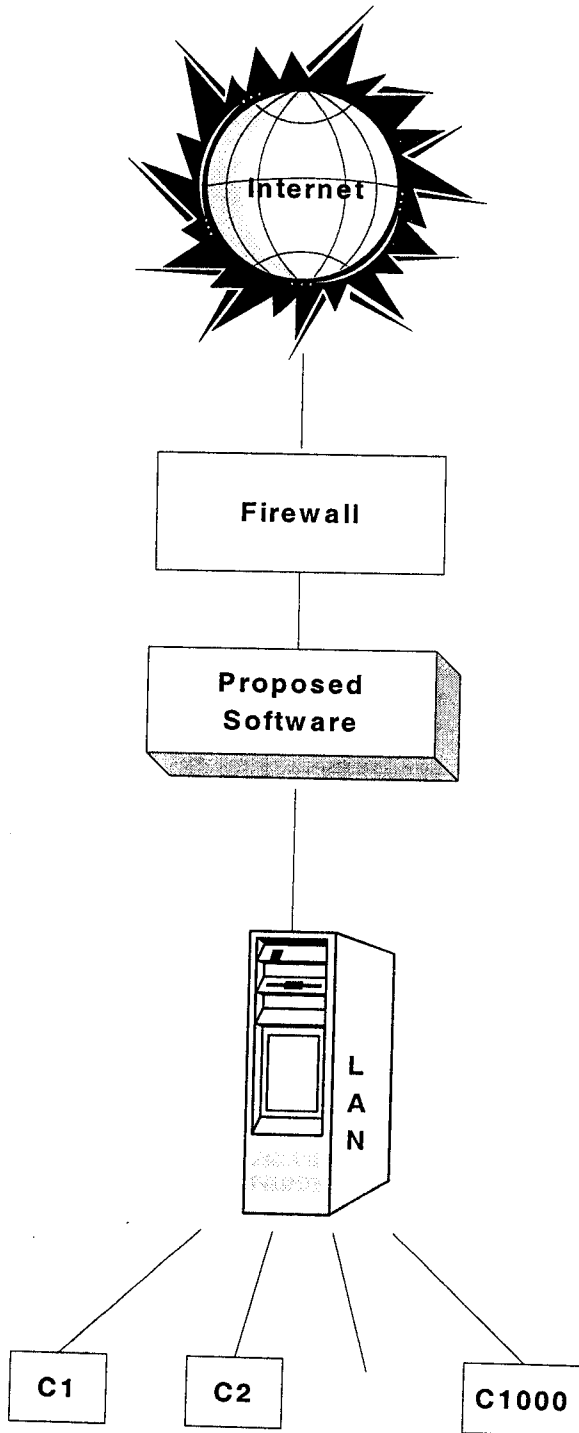 Internet
Firewall
Proposed
Software
L
A
N
C1
C2
C1000